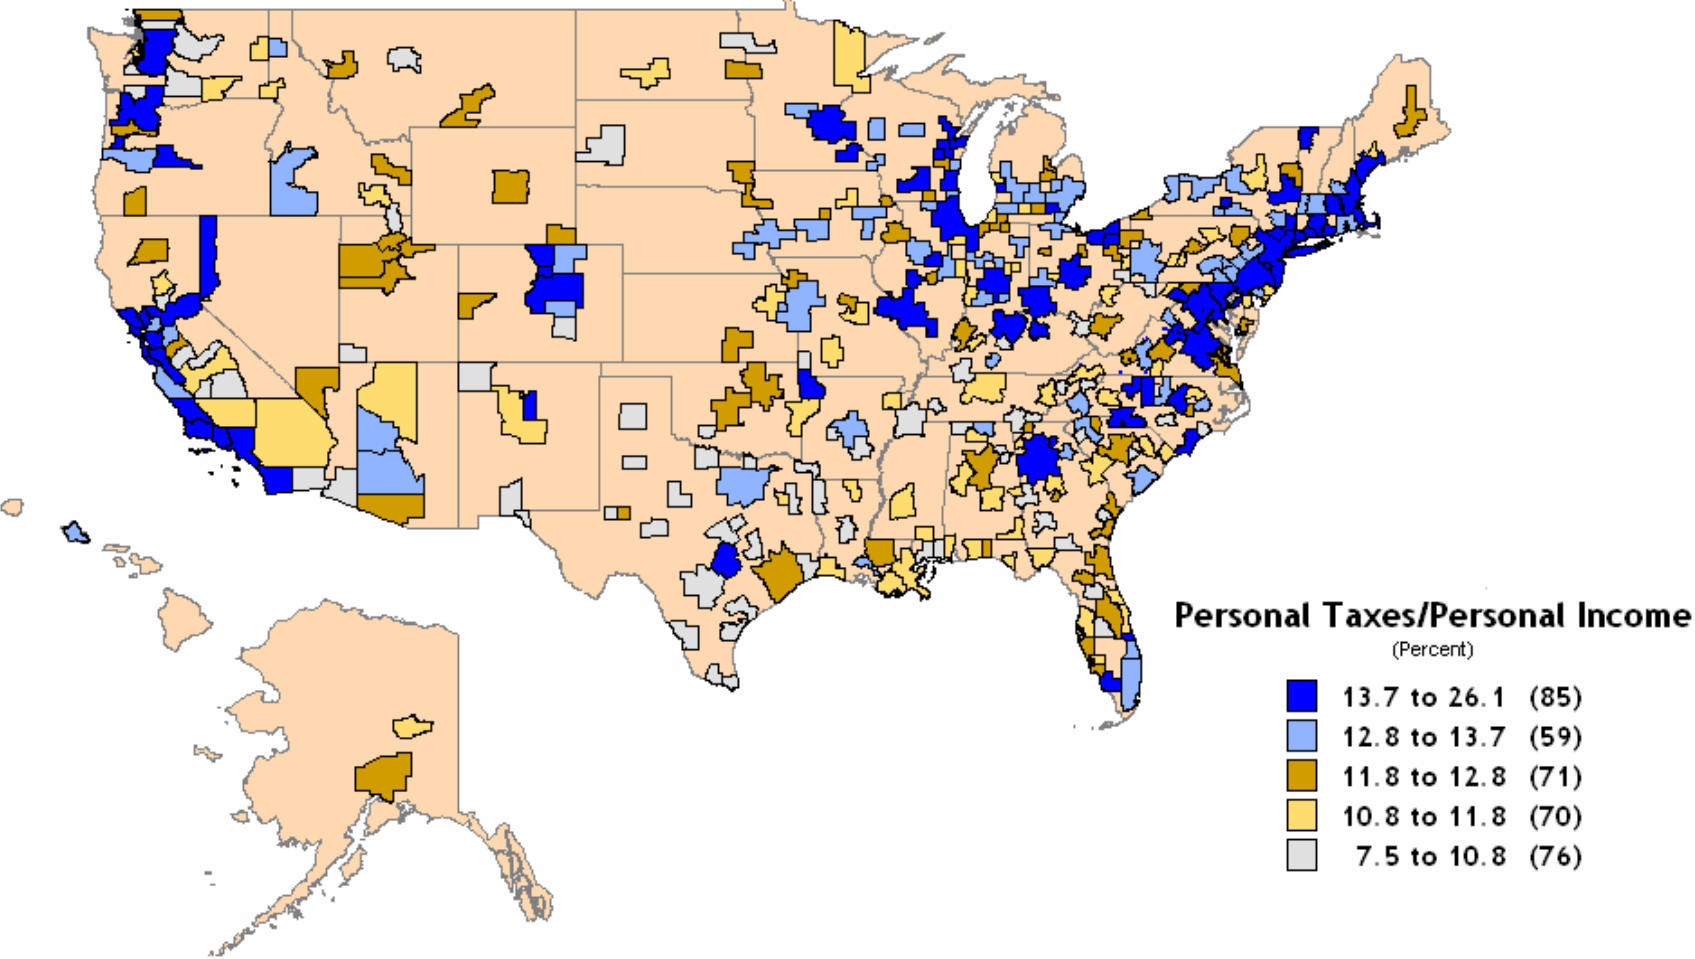 Personal Taxes/Personal Income
(Percent)
13.7 to 26.1 (85)
12.8 to 13.7 (59)
11.8 to 12.8 (71)
10.8 to 11.8 (70)
7.5 to 10.8 (76)